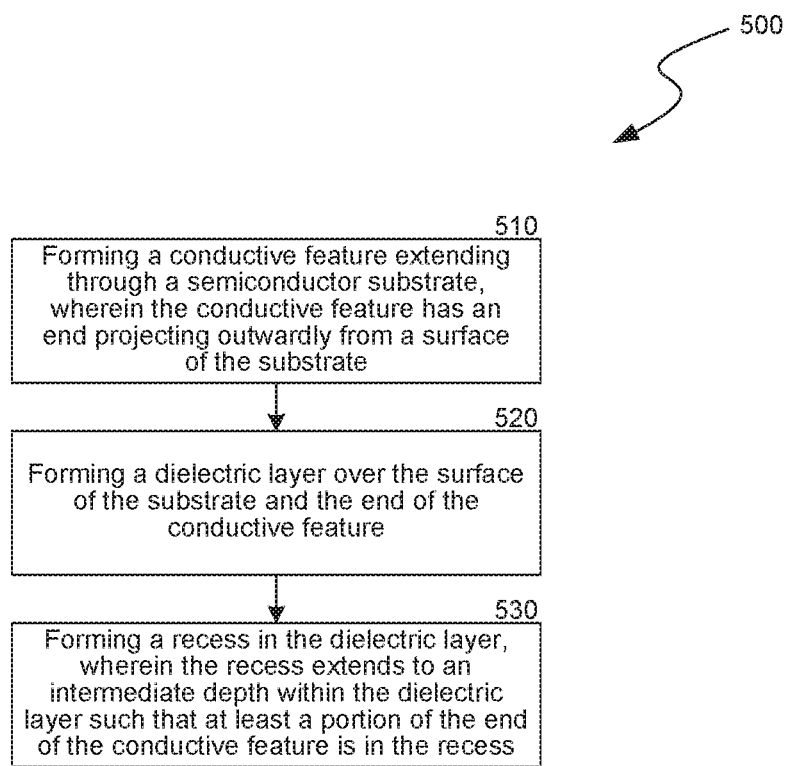 500
510
Forming a conductive feature extending
through a semiconductor substrate,
wherein the conductive feature has an
end projecting outwardly from a surface
of the substrate
520
Forming a dielectric layer over the surface
of the substrate and the end of the
conductive feature
530
Forming a recess in the dielectric layer,
wherein the recess extends to an
intermediate depth within the dielectric
layer such that at least a portion of the end
of the conductive feature is in the recess